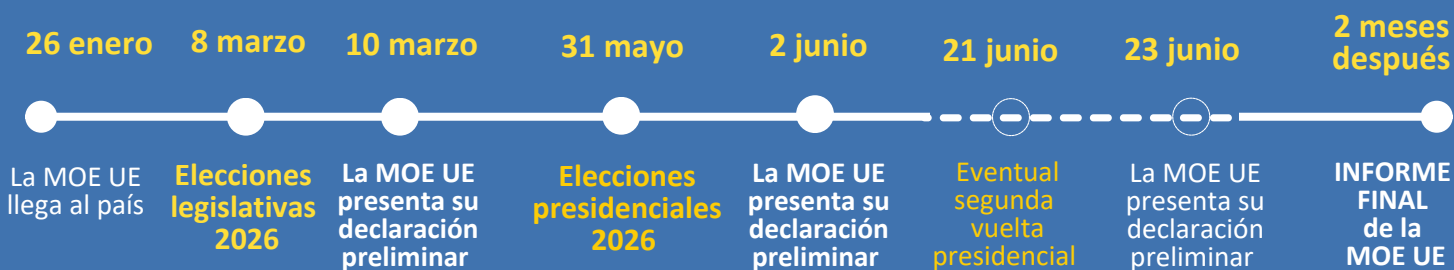 26 enero
La MOE UE
llega al país
8 marzo
Elecciones
legislativas
2026
10 marzo
La MOE UE
presenta su
declaración
preliminar
31 mayo
Elecciones
presidenciales
2026
2 junio
La MOE UE
presenta su
declaración
preliminar
21 junio
Eventual
segunda
vuelta
presidencial
23 junio
La MOE UE
presenta su
declaración
preliminar
2 meses
después
INFORME
FINAL
de la
MOE UE